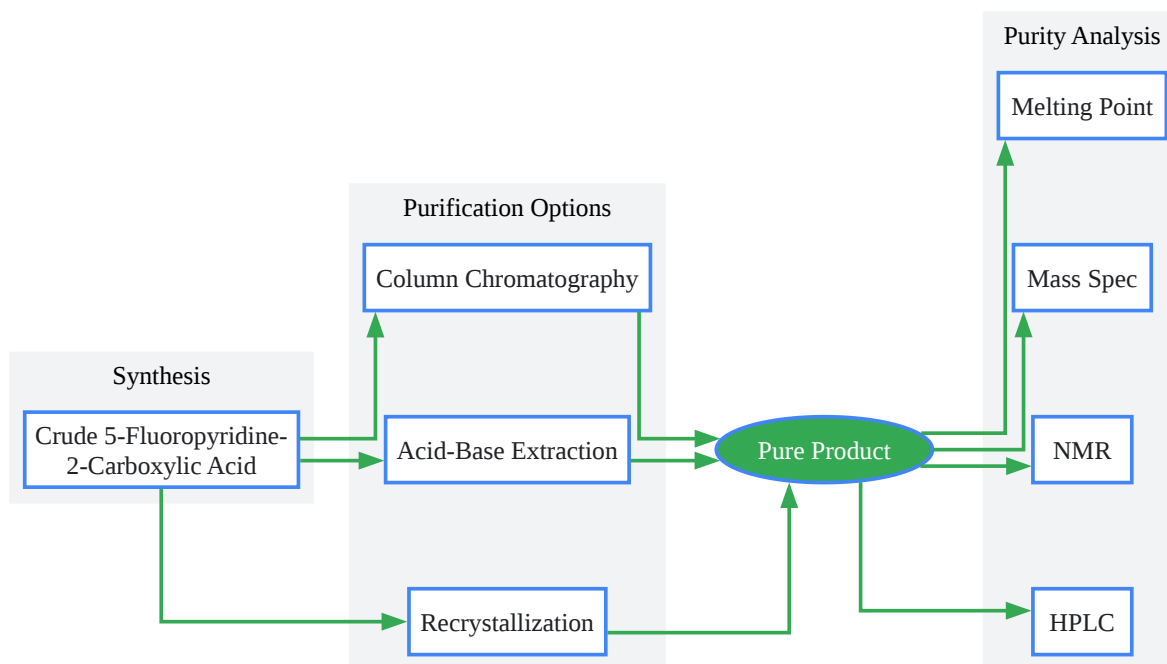 Synthesis
Crude 5-Fluoropyridine-
2-Carboxylic Acid
Purification Options
Column Chromatography
Acid-Base Extraction
Recrystallization
Pure Product
Purity Analysis
Melting Point
Mass Spec
NMR
HPLC